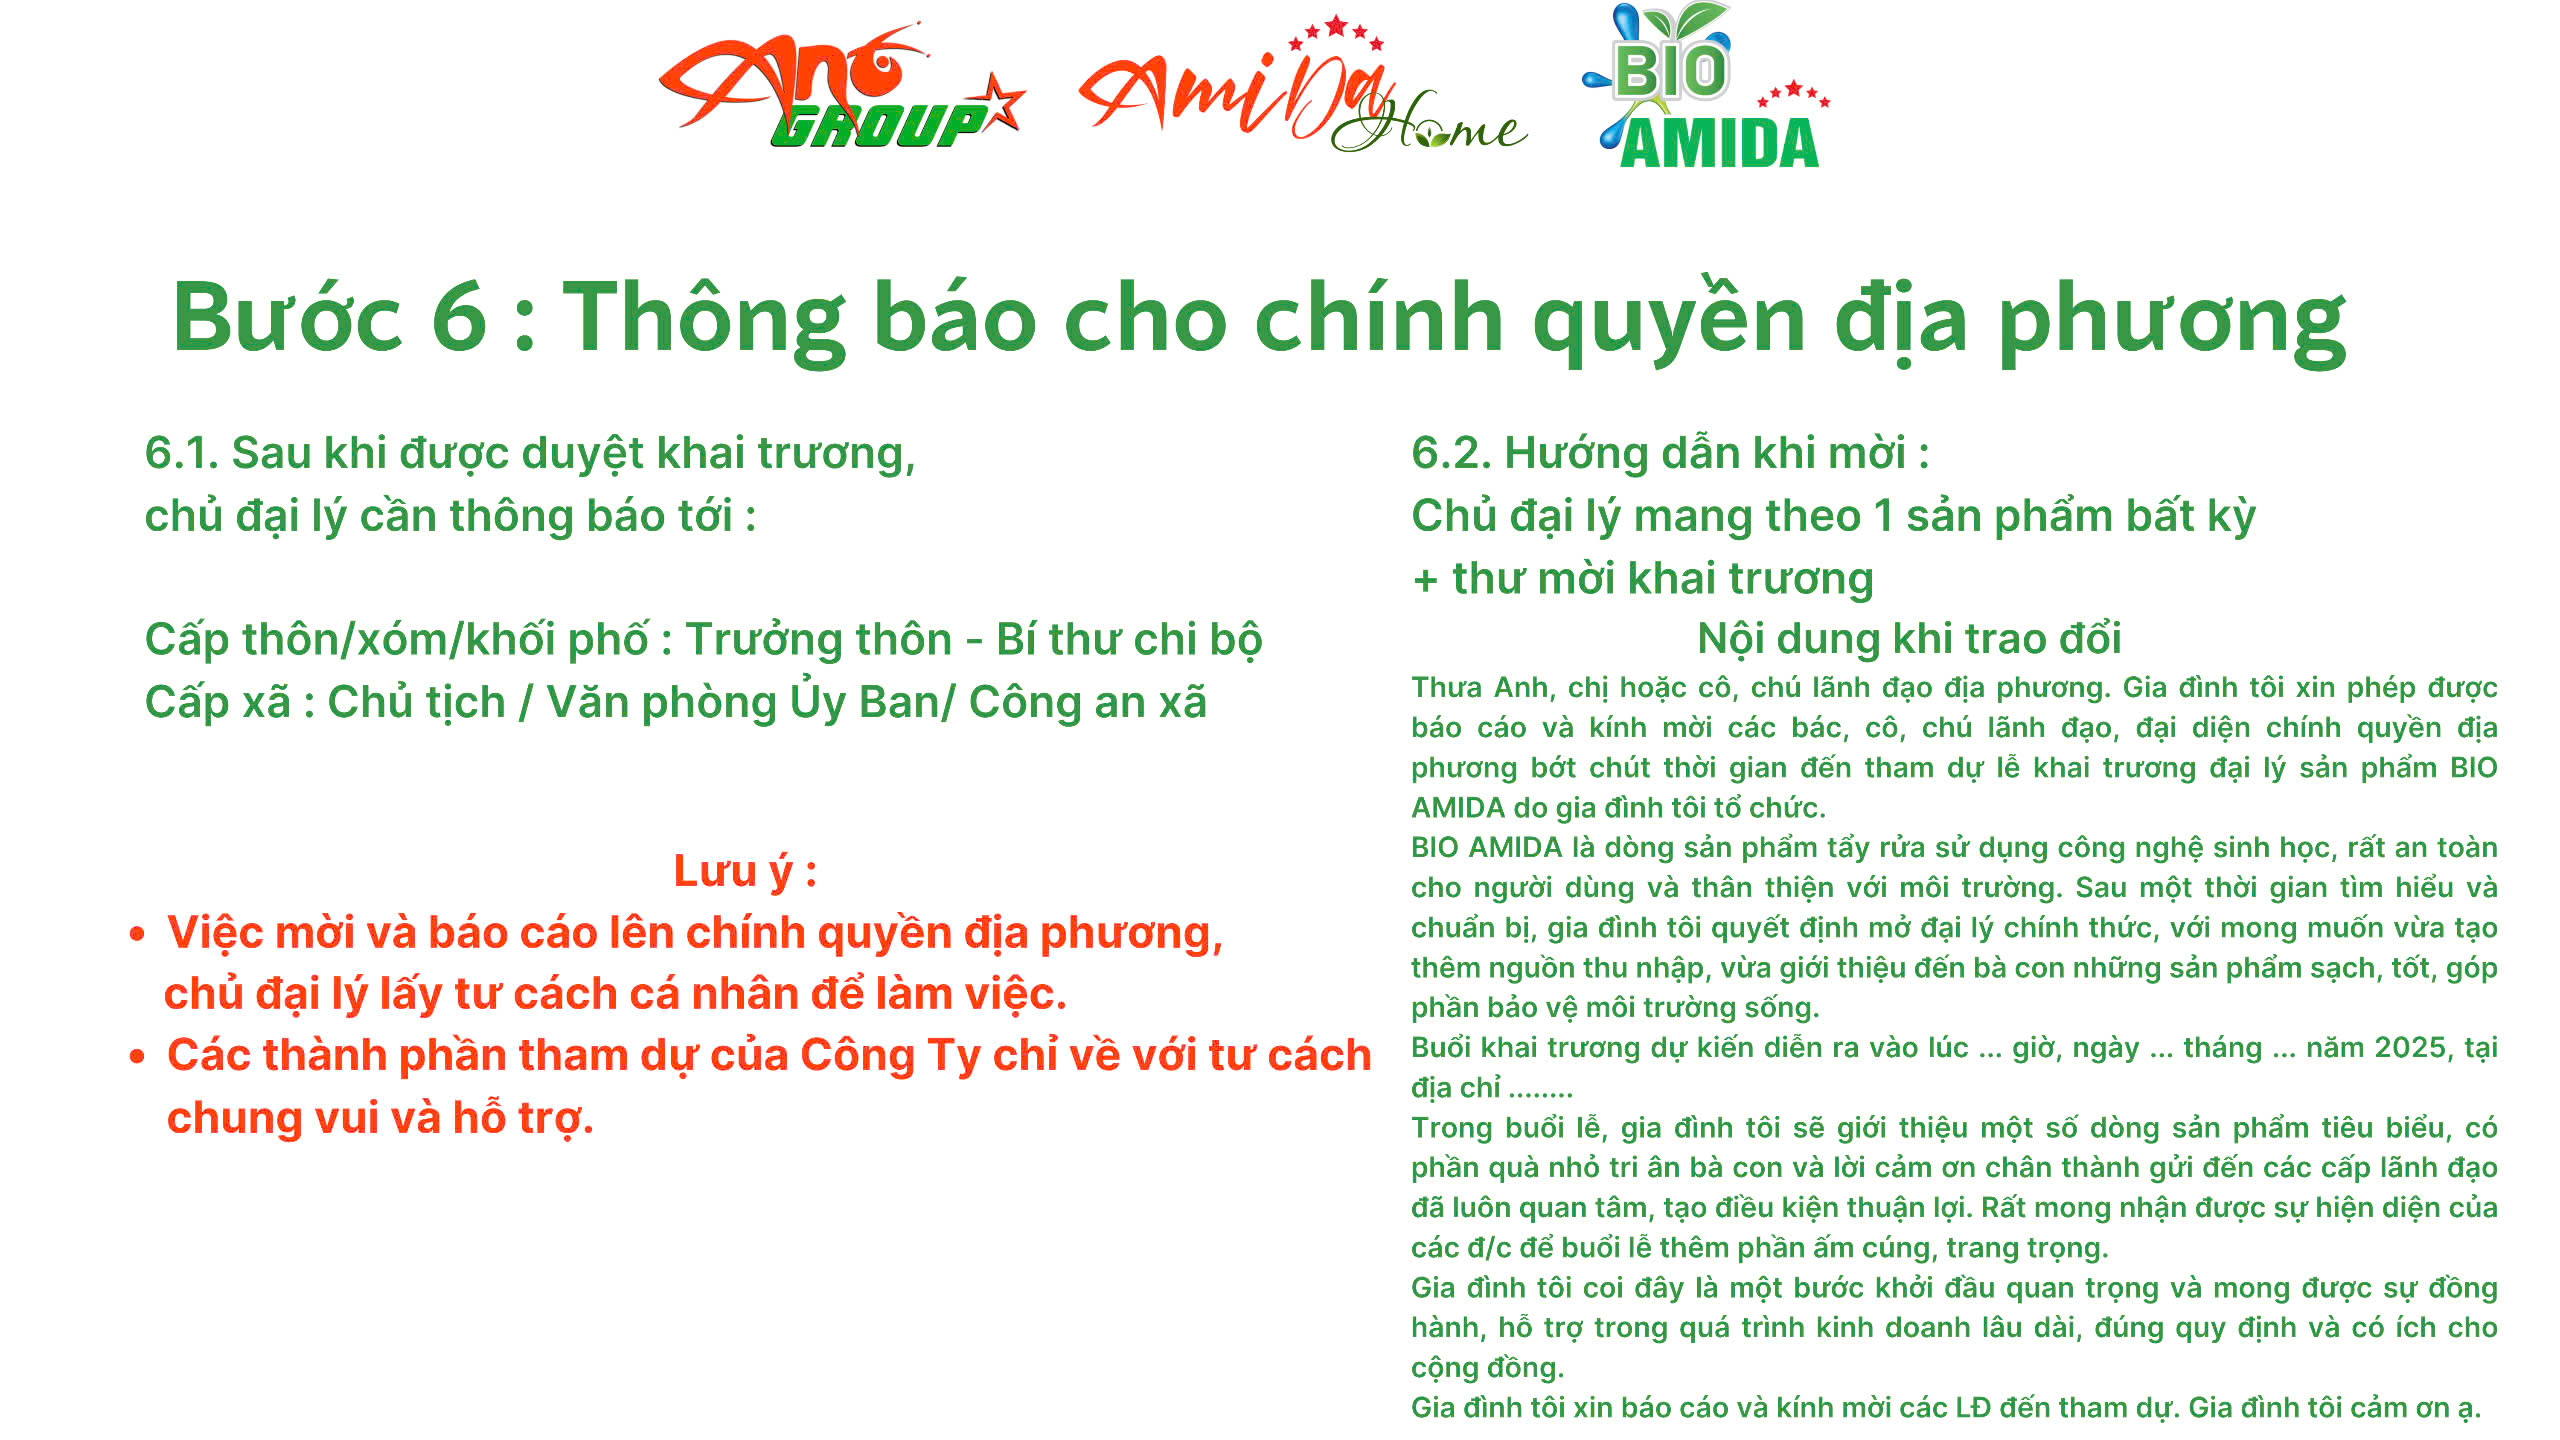 Ano GROUP
AmiDa Home
BIO AMIDA
Bước 6 : Thông báo cho chính quyền địa phương
6.1. Sau khi được duyệt khai trương,
chủ đại lý cần thông báo tới :
Cấp thôn/xóm/khối phố : Trưởng thôn - Bí thư chi bộ
Cấp xã : Chủ tịch / Văn phòng Ủy Ban/ Công an xã
Lưu ý :
• Việc mời và báo cáo lên chính quyền địa phương,
chủ đại lý lấy tư cách cá nhân để làm việc.
• Các thành phần tham dự của Công Ty chỉ về với tư cách
chung vui và hỗ trợ.
6.2. Hướng dẫn khi mời :
Chủ đại lý mang theo 1 sản phẩm bất kỳ
+ thư mời khai trương
Nội dung khi trao đổi
Thưa Anh, chị hoặc cô, chú lãnh đạo địa phương. Gia đình tôi xin phép được
báo cáo và kính mời các bác, cô, chú lãnh đạo, đại diện chính quyền địa
phương bớt chút thời gian đến tham dự lễ khai trương đại lý sản phẩm BIO
AMIDA do gia đình tôi tổ chức.
BIO AMIDA là dòng sản phẩm tẩy rửa sử dụng công nghệ sinh học, rất an toàn
cho người dùng và thân thiện với môi trường. Sau một thời gian tìm hiểu và
chuẩn bị, gia đình tôi quyết định mở đại lý chính thức, với mong muốn vừa tạo
thêm nguồn thu nhập, vừa giới thiệu đến bà con những sản phẩm sạch, tốt, góp
phần bảo vệ môi trường sống.
Buổi khai trương dự kiến diễn ra vào lúc ... giờ, ngày ... tháng ... năm 2025, tại
địa chỉ ........
Trong buổi lễ, gia đình tôi sẽ giới thiệu một số dòng sản phẩm tiêu biểu, có
phần quà nhỏ tri ân bà con và lời cảm ơn chân thành gửi đến các cấp lãnh đạo
đã luôn quan tâm, tạo điều kiện thuận lợi. Rất mong nhận được sự hiện diện của
các đ/c để buổi lễ thêm phần ấm cúng, trang trọng.
Gia đình tôi coi đây là một bước khởi đầu quan trọng và mong được sự đồng
hành, hỗ trợ trong quá trình kinh doanh lâu dài, đúng quy định và có ích cho
cộng đồng.
Gia đình tôi xin báo cáo và kính mời các LĐ đến tham dự. Gia đình tôi cảm ơn ạ.